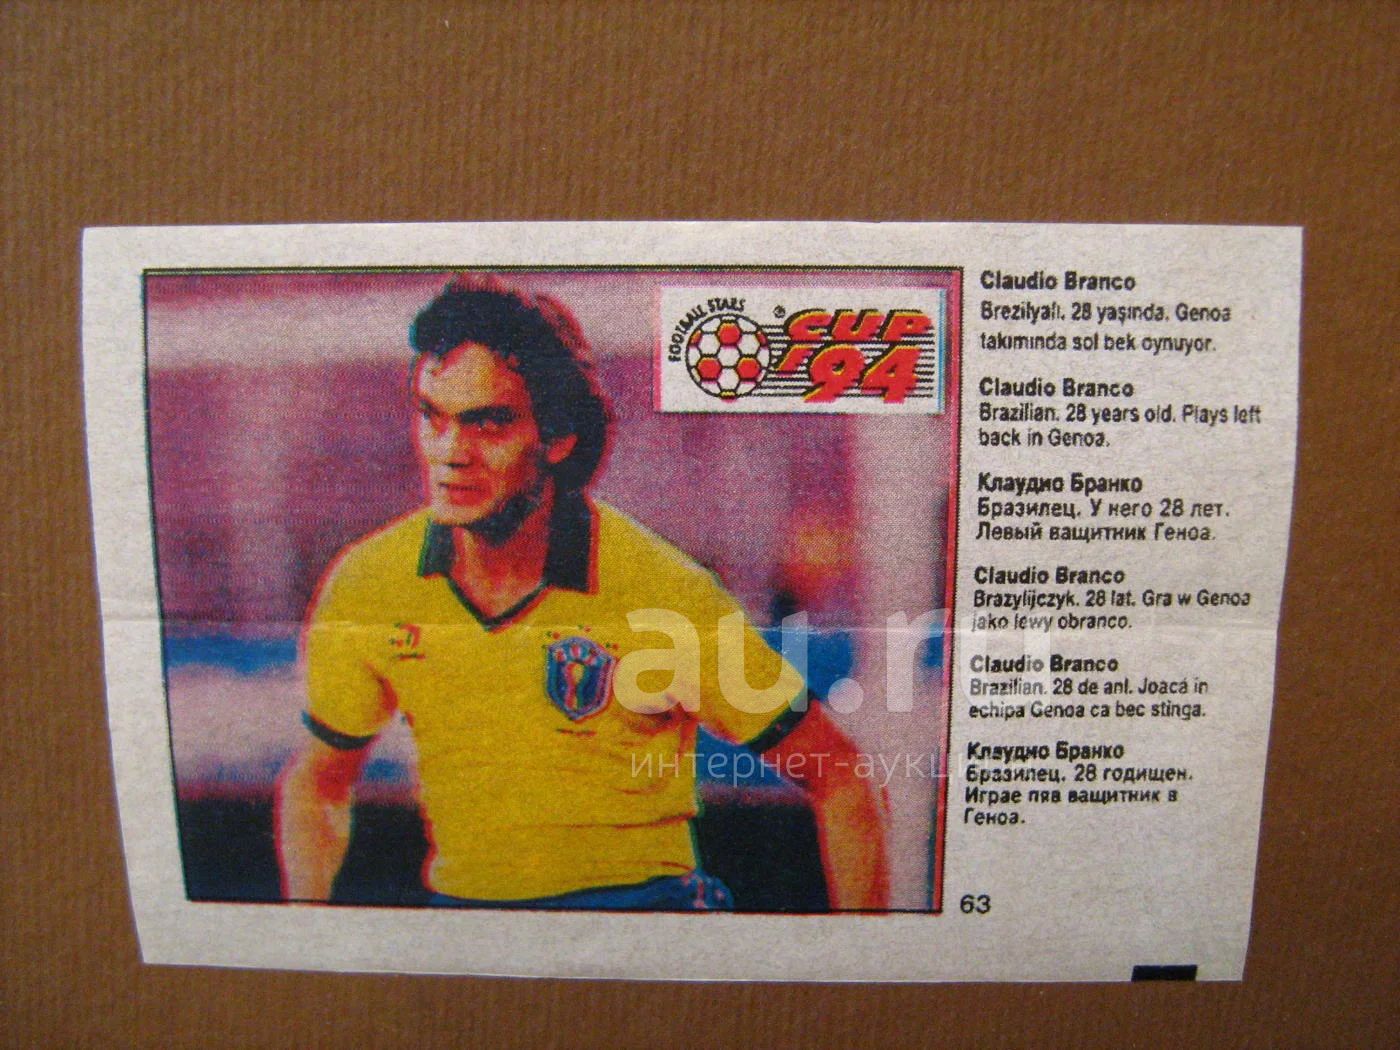 FOOTBALL STARS
®
CUP
'94
Claudio Branco
Brezilyalı. 28 yaşında. Genoa
takımında sol bek oynuyor.
Claudio Branco
Brazilian. 28 years old. Plays left
back in Genoa.
Клаудио Бранко
Бразилец. У него 28 лет.
Левый ващитник Геноа.
Claudio Branco
Brazylijczyk. 28 lat. Gra w Genoa
jako lewy obranco.
Claudio Branco
Brazilian. 28 de anl. Joacá in
echipa Genoa ca bec stinga.
Клаудио Бранко
Бразилец. 28 годищен.
Играе пяв ващитник в
Геноа.
63
au.ru
интернет-аукци